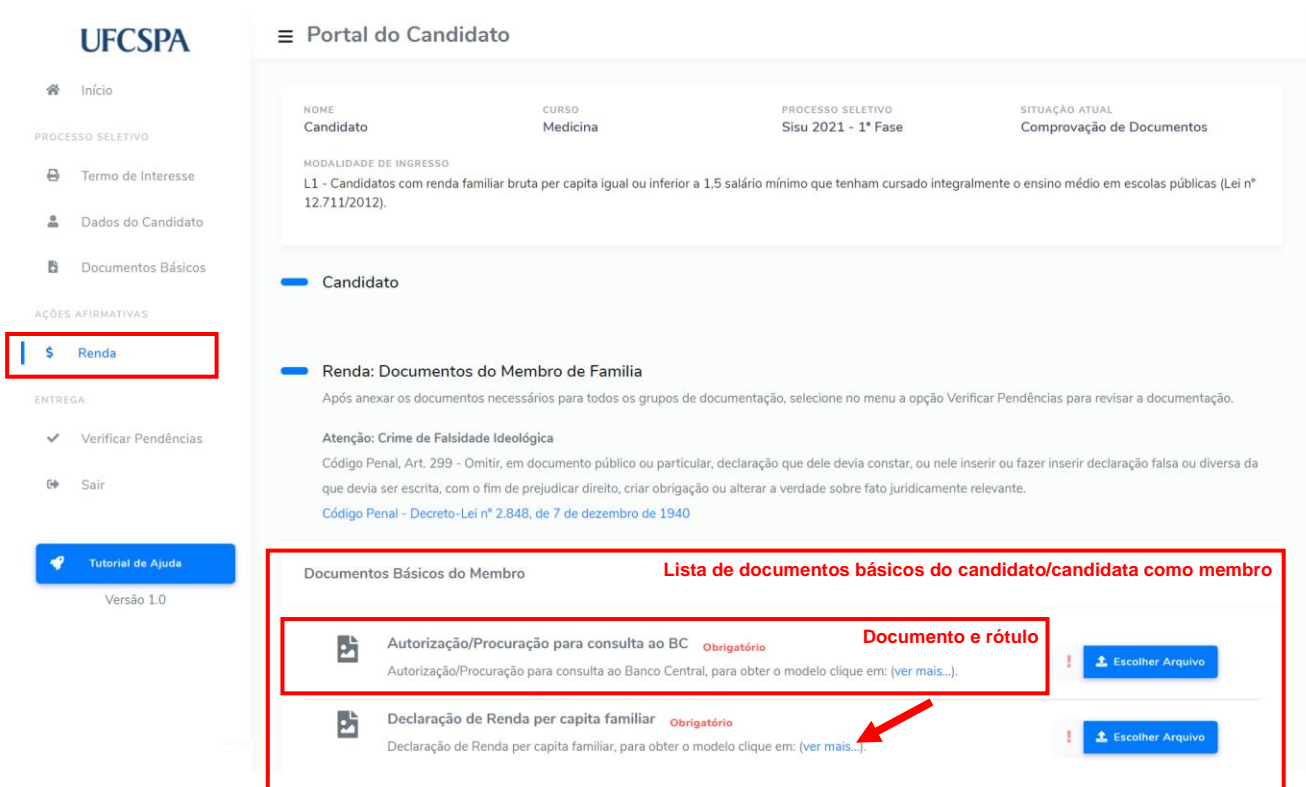 UFCSPA
Início
PROCESSO SELETIVO
Termo de Interesse
Dados do Candidato
Documentos Básicos
AÇÕES AFIRMATIVAS
$ Renda
ENTREGA
Verificar Pendências
Sair
Tutorial de Ajuda
Versão 1.0
Portal do Candidato
NOME CURSO PROCESSO SELETIVO SITUAÇÃO ATUAL
Candidato Medicina Sisu 2021 - 1ª Fase Comprovação de Documentos
MODALIDADE DE INGRESSO
L1 - Candidatos com renda familiar bruta per capita igual ou inferior a 1,5 salário mínimo que tenham cursado integralmente o ensino médio em escolas públicas (Lei nº
12.711/2012).
Candidato
Renda: Documentos do Membro de Familia
Após anexar os documentos necessários para todos os grupos de documentação, selecione no menu a opção Verificar Pendências para revisar a documentação.
Atenção: Crime de Falsidade Ideológica
Código Penal, Art. 299 - Omitir, em documento público ou particular, declaração que dele devia constar, ou nele inserir ou fazer inserir declaração falsa ou diversa da
que devia ser escrita, com o fim de prejudicar direito, criar obrigação ou alterar a verdade sobre fato juridicamente relevante.
Código Penal - Decreto-Lei nº 2.848, de 7 de dezembro de 1940
Documentos Básicos do Membro Lista de documentos básicos do candidato/candidata como membro
Autorização/Procuração para consulta ao BC Obrigatório Documento e rótulo
Autorização/Procuração para consulta ao Banco Central, para obter o modelo clique em: (ver mais...).
! Escolher Arquivo
Declaração de Renda per capita familiar Obrigatório
Declaração de Renda per capita familiar, para obter o modelo clique em: (ver mais...).
! Escolher Arquivo